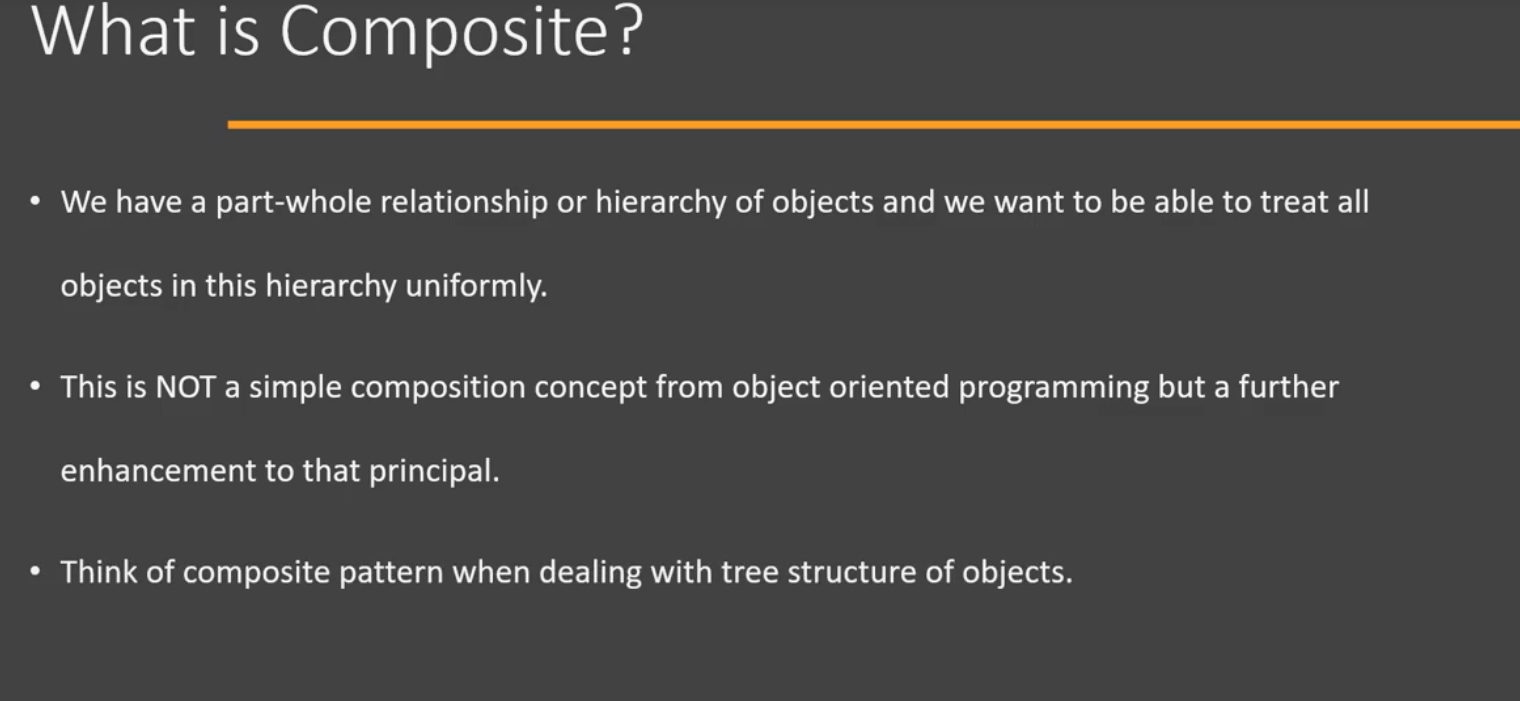 What is Composite?
• We have a part-whole relationship or hierarchy of objects and we want to be able to treat all
objects in this hierarchy uniformly.
• This is NOT a simple composition concept from object oriented programming but a further
enhancement to that principal.
• Think of composite pattern when dealing with tree structure of objects.